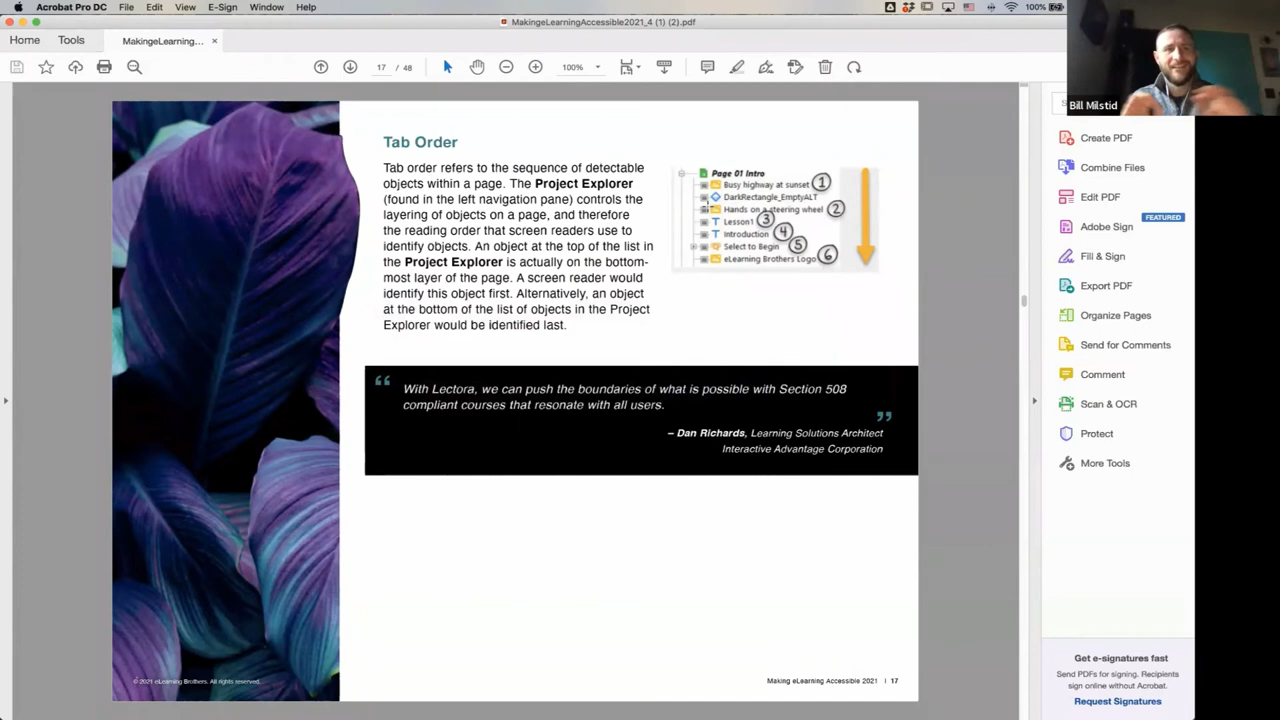 Acrobat Pro DC File Edit View E-Sign Window Help
100%
MakingeLearningAccessible2021_4 (1) (2).pdf
Home Tools MakingeLearning... ×
17 / 48
100%
Bill Milstid
Tab Order
Tab order refers to the sequence of detectable
objects within a page. The Project Explorer
(found in the left navigation pane) controls the
layering of objects on a page, and therefore
the reading order that screen readers use to
identify objects. An object at the top of the list in
the Project Explorer is actually on the bottom-
most layer of the page. A screen reader would
identify this object first. Alternatively, an object
at the bottom of the list of objects in the Project
Explorer would be identified last.
Page 01 Intro
Busy highway at sunset 1
DarkRectangle_EmptyALT
Hands on a steering wheel 2
Lesson1 3
Introduction 4
Select to Begin 5
eLearning Brothers Logo 6
“ With Lectora, we can push the boundaries of what is possible with Section 508
compliant courses that resonate with all users.
”
– Dan Richards, Learning Solutions Architect
Interactive Advantage Corporation
© 2021 eLearning Brothers. All rights reserved.
Making eLearning Accessible 2021 | 17
Create PDF
Combine Files
Edit PDF
FEATURED
Adobe Sign
Fill & Sign
Export PDF
Organize Pages
Send for Comments
Comment
Scan & OCR
Protect
More Tools
Get e-signatures fast
Send PDFs for signing. Recipients
sign online without Acrobat.
Request Signatures